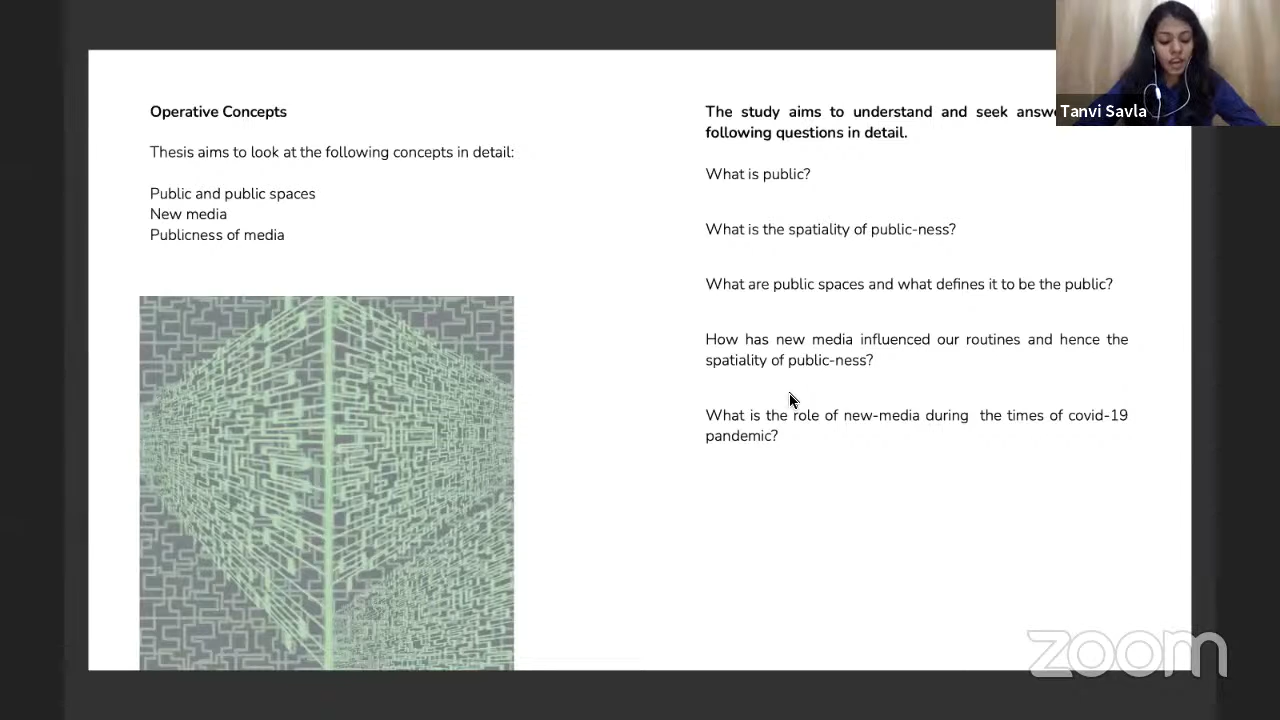 Operative Concepts
Thesis aims to look at the following concepts in detail:
Public and public spaces
New media
Publicness of media
The study aims to understand and seek
following questions in detail.
What is public?
What is the spatiality of public-ness?
What are public spaces and what defines it to be the public?
How has new media influenced our routines and hence the
spatiality of public-ness?
What is the role of new-media during the times of covid-19
pandemic?
Tanvi Savla
zoom